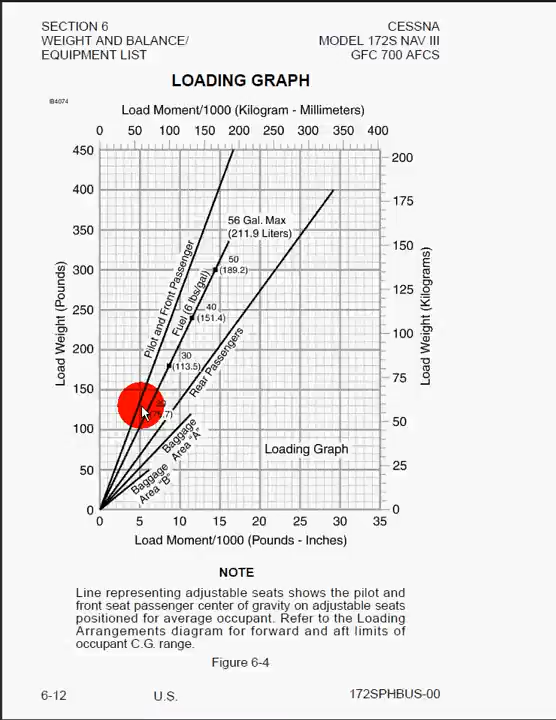 SECTION 6
WEIGHT AND BALANCE/
EQUIPMENT LIST
CESSNA
MODEL 172S NAV III
GFC 700 AFCS
LOADING GRAPH
B4074
Load Moment/1000 (Kilogram - Millimeters)
0 50 100 150 200 250 300 350 400
450
400
350
300
250
200
150
100
50
0
Load Weight (Pounds)
200
175
150
125
100
75
50
25
0
Load Weight (Kilograms)
56 Gal. Max
(211.9 Liters)
50
(189.2)
40
(151.4)
30
(113.5)
Pilot and Front Passenger
Fuel (6 lbs/gal)
Rear Passengers
Baggage
Area "A"
Baggage
Area "B"
Loading Graph
0 5 10 15 20 25 30 35
Load Moment/1000 (Pounds - Inches)
NOTE
Line representing adjustable seats shows the pilot and
front seat passenger center of gravity on adjustable seats
positioned for average occupant. Refer to the Loading
Arrangements diagram for forward and aft limits of
occupant C.G. range.
Figure 6-4
6-12
U.S.
172SPHBUS-00